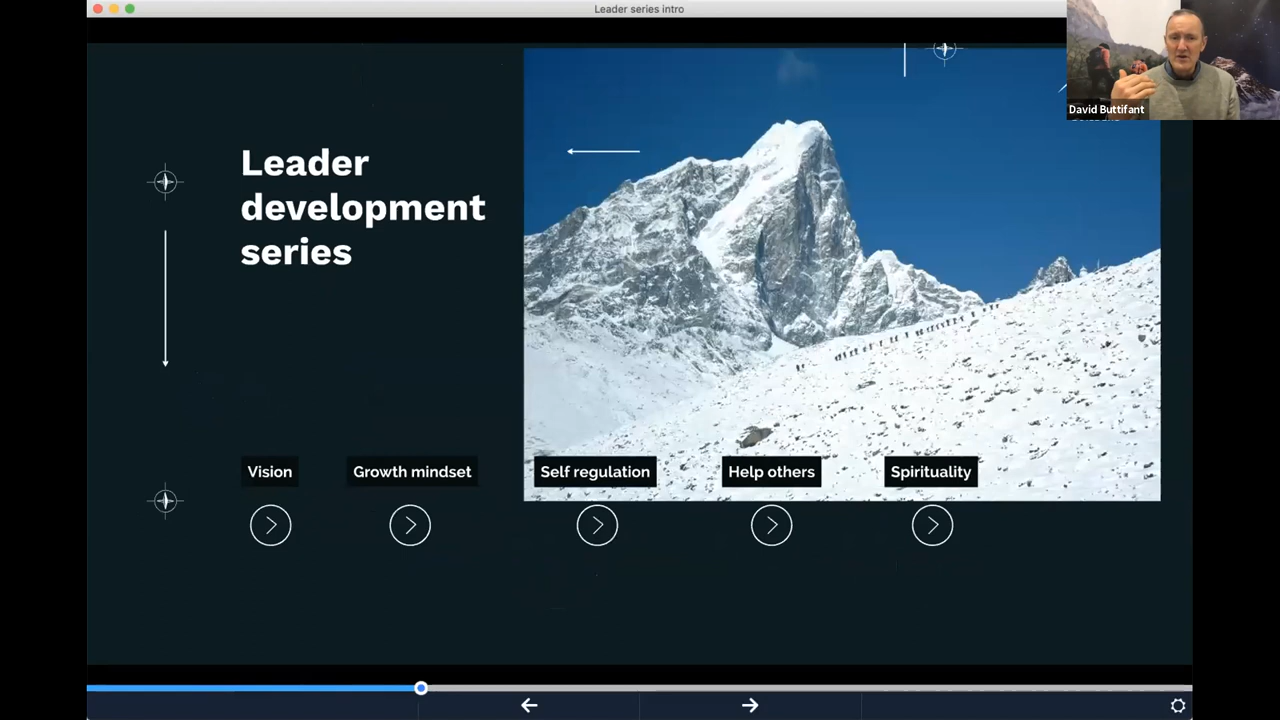 Leader series intro
David Buttifant
Leader
development
series
Vision
Growth mindset
Self regulation
Help others
Spirituality